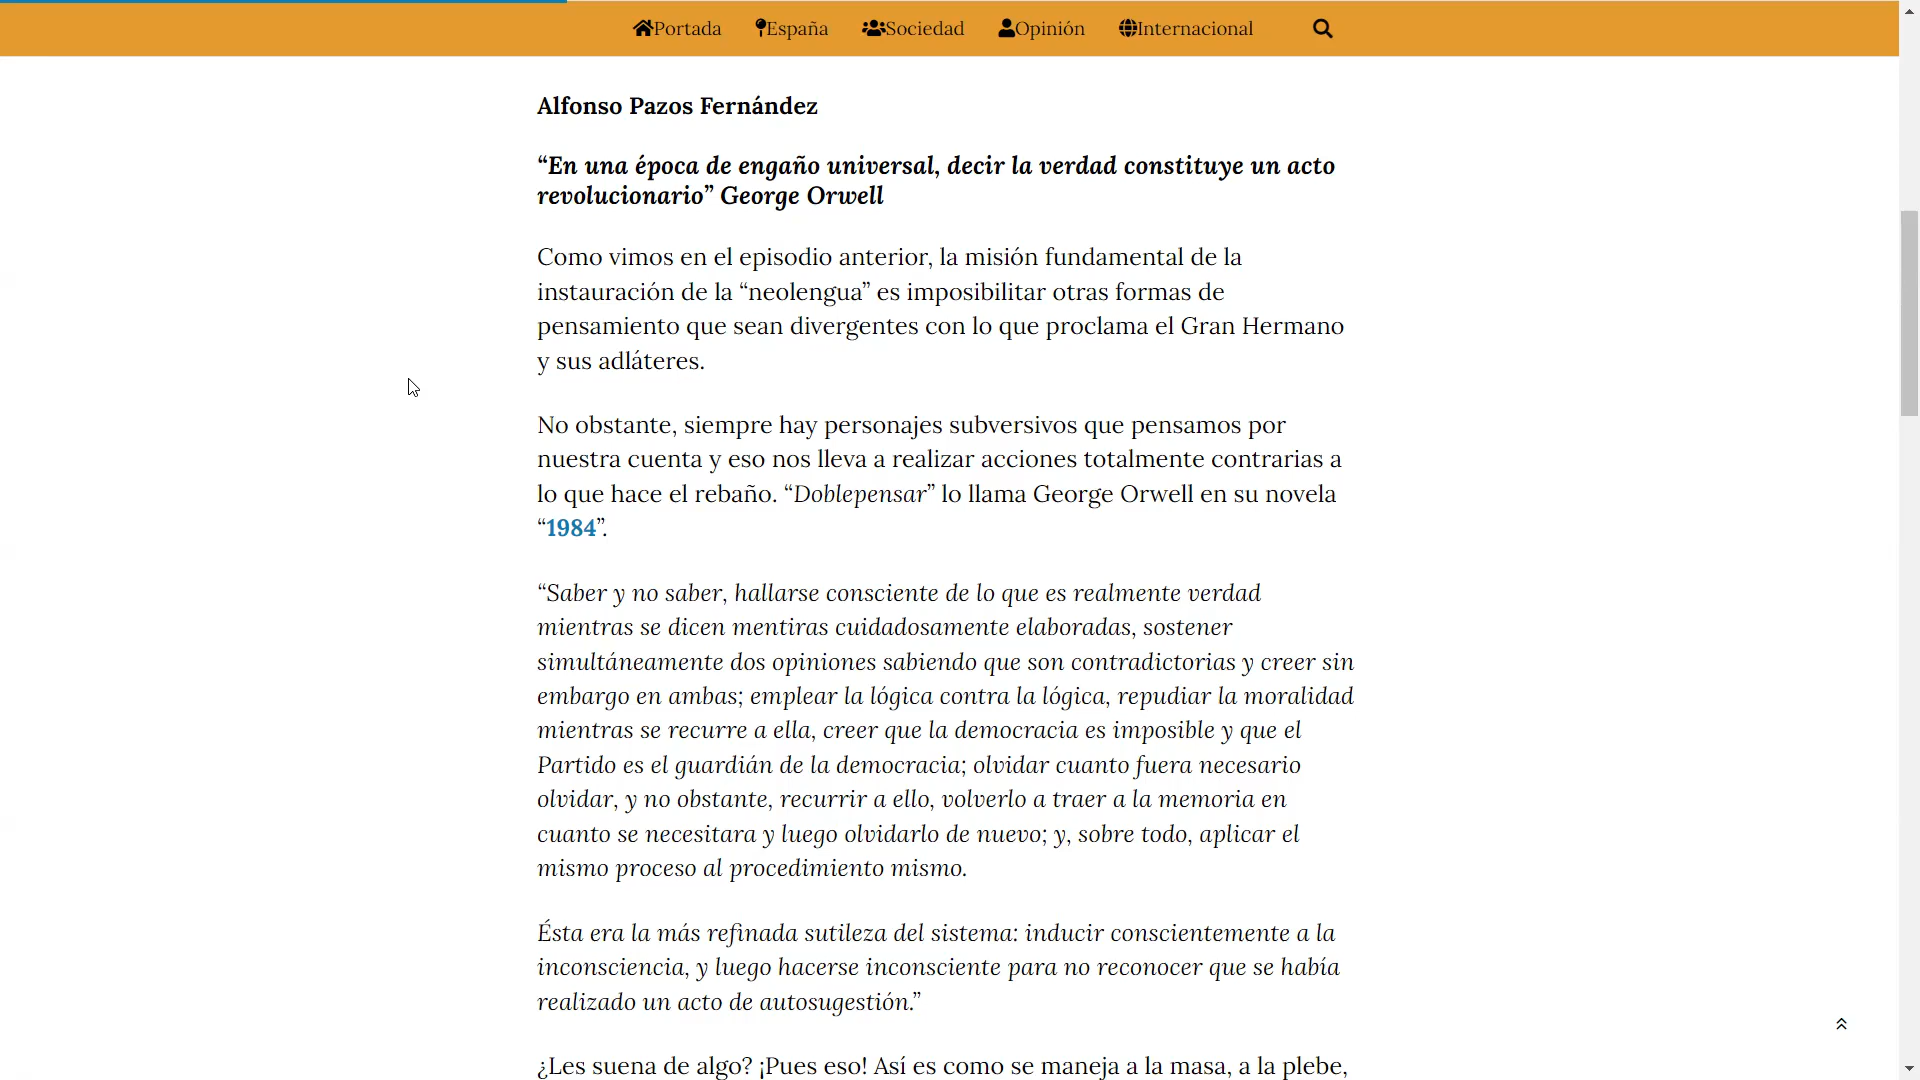 Portada España Sociedad Opinión Internacional
Alfonso Pazos Fernández
“En una época de engaño universal, decir la verdad constituye un acto
revolucionario” George Orwell
Como vimos en el episodio anterior, la misión fundamental de la
instauración de la “neolengua” es imposibilitar otras formas de
pensamiento que sean divergentes con lo que proclama el Gran Hermano
y sus adláteres.
No obstante, siempre hay personajes subversivos que pensamos por
nuestra cuenta y eso nos lleva a realizar acciones totalmente contrarias a
lo que hace el rebaño. “Doblepensar” lo llama George Orwell en su novela
“1984”.
“Saber y no saber, hallarse consciente de lo que es realmente verdad
mientras se dicen mentiras cuidadosamente elaboradas, sostener
simultáneamente dos opiniones sabiendo que son contradictorias y creer sin
embargo en ambas; emplear la lógica contra la lógica, repudiar la moralidad
mientras se recurre a ella, creer que la democracia es imposible y que el
Partido es el guardián de la democracia; olvidar cuanto fuera necesario
olvidar, y no obstante, recurrir a ello, volverlo a traer a la memoria en
cuanto se necesitara y luego olvidarlo de nuevo; y, sobre todo, aplicar el
mismo proceso al procedimiento mismo.
Ésta era la más refinada sutileza del sistema: inducir conscientemente a la
inconsciencia, y luego hacerse inconsciente para no reconocer que se había
realizado un acto de autosugestión.”
¿Les suena de algo? ¡Pues eso! Así es como se maneja a la masa, a la plebe,